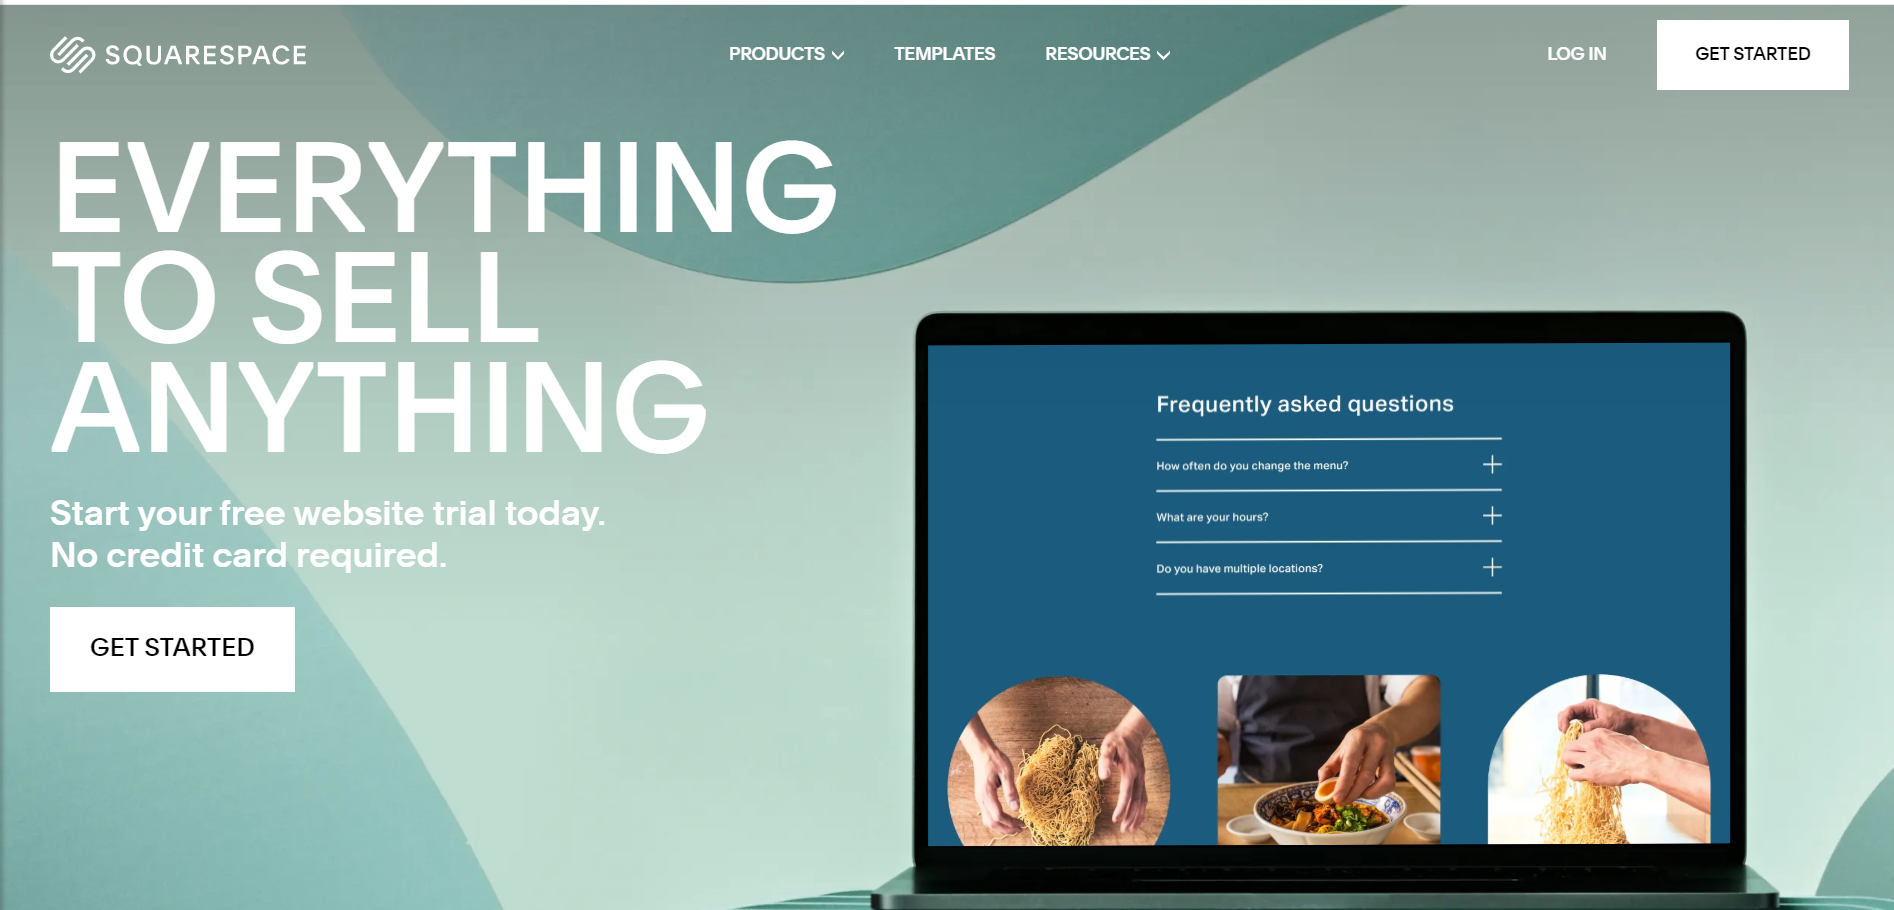 SQUARESPACE
PRODUCTS
TEMPLATES
RESOURCES
LOG IN
GET STARTED
EVERYTHING
TO SELL
ANYTHING
Start your free website trial today.
No credit card required.
GET STARTED
Frequently asked questions
How often do you change the menu?
What are your hours?
Do you have multiple locations?